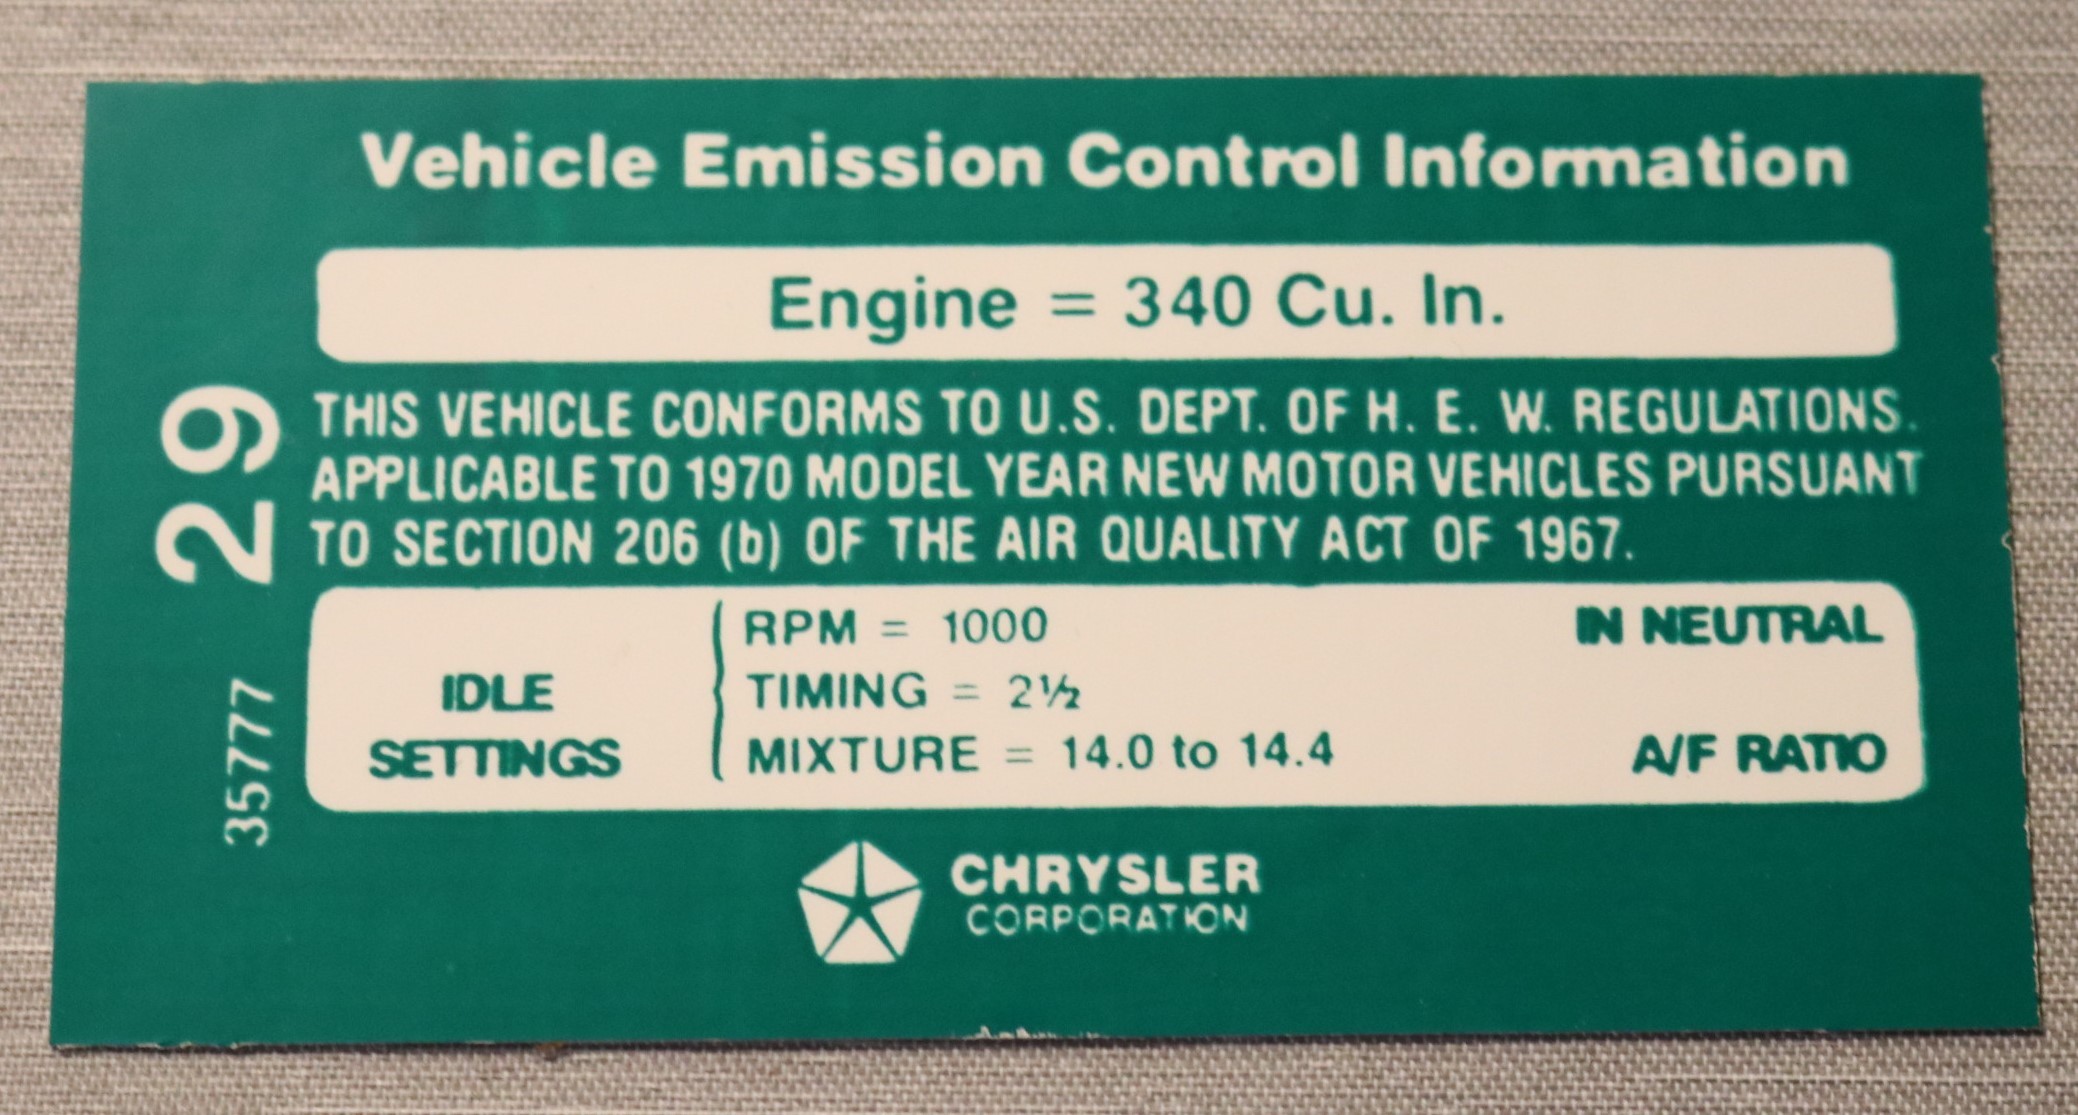 Vehicle Emission Control Information
Engine = 340 Cu. In.
THIS VEHICLE CONFORMS TO U.S. DEPT. OF H. E. W. REGULATIONS.
APPLICABLE TO 1970 MODEL YEAR NEW MOTOR VEHICLES PURSUANT
TO SECTION 206 (b) OF THE AIR QUALITY ACT OF 1967.
IDLE
SETTINGS
RPM = 1000 IN NEUTRAL
TIMING = 2½
MIXTURE = 14.0 to 14.4 A/F RATIO
CHRYSLER
CORPORATION
35777 29